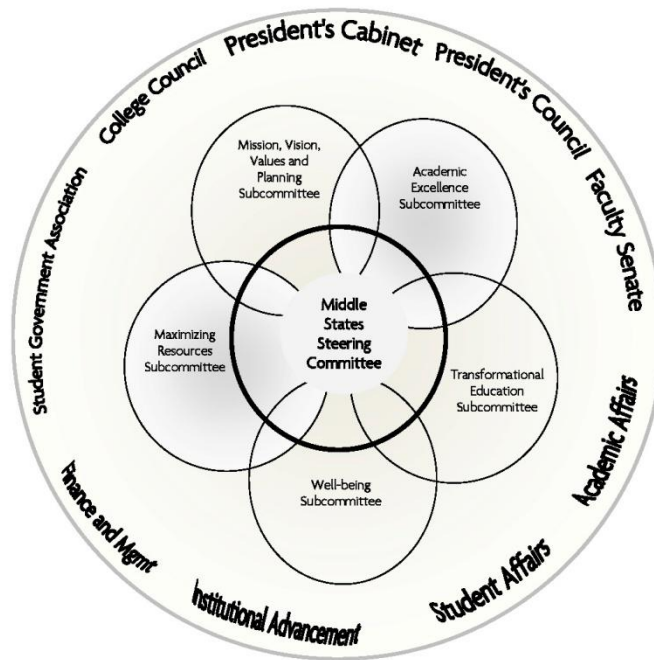 President's Cabinet
President's Council
Faculty Senate
Academic Affairs
Student Affairs
Institutional Advancement
Finance and Mgmt
Student Government Association
College Council
Mission, Vision,
Values and
Planning
Subcommittee
Academic
Excellence
Subcommittee
Middle
States
Steering
Committee
Maximizing
Resources
Subcommittee
Transformational
Education
Subcommittee
Well-being
Subcommittee